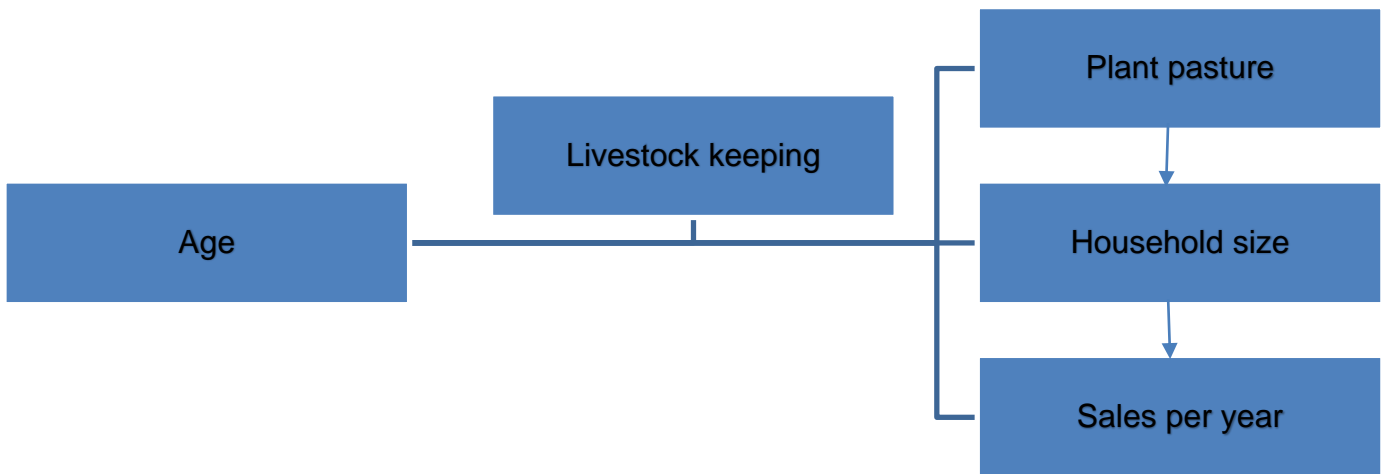 Plant pasture
Livestock keeping
Age
Household size
Sales per year